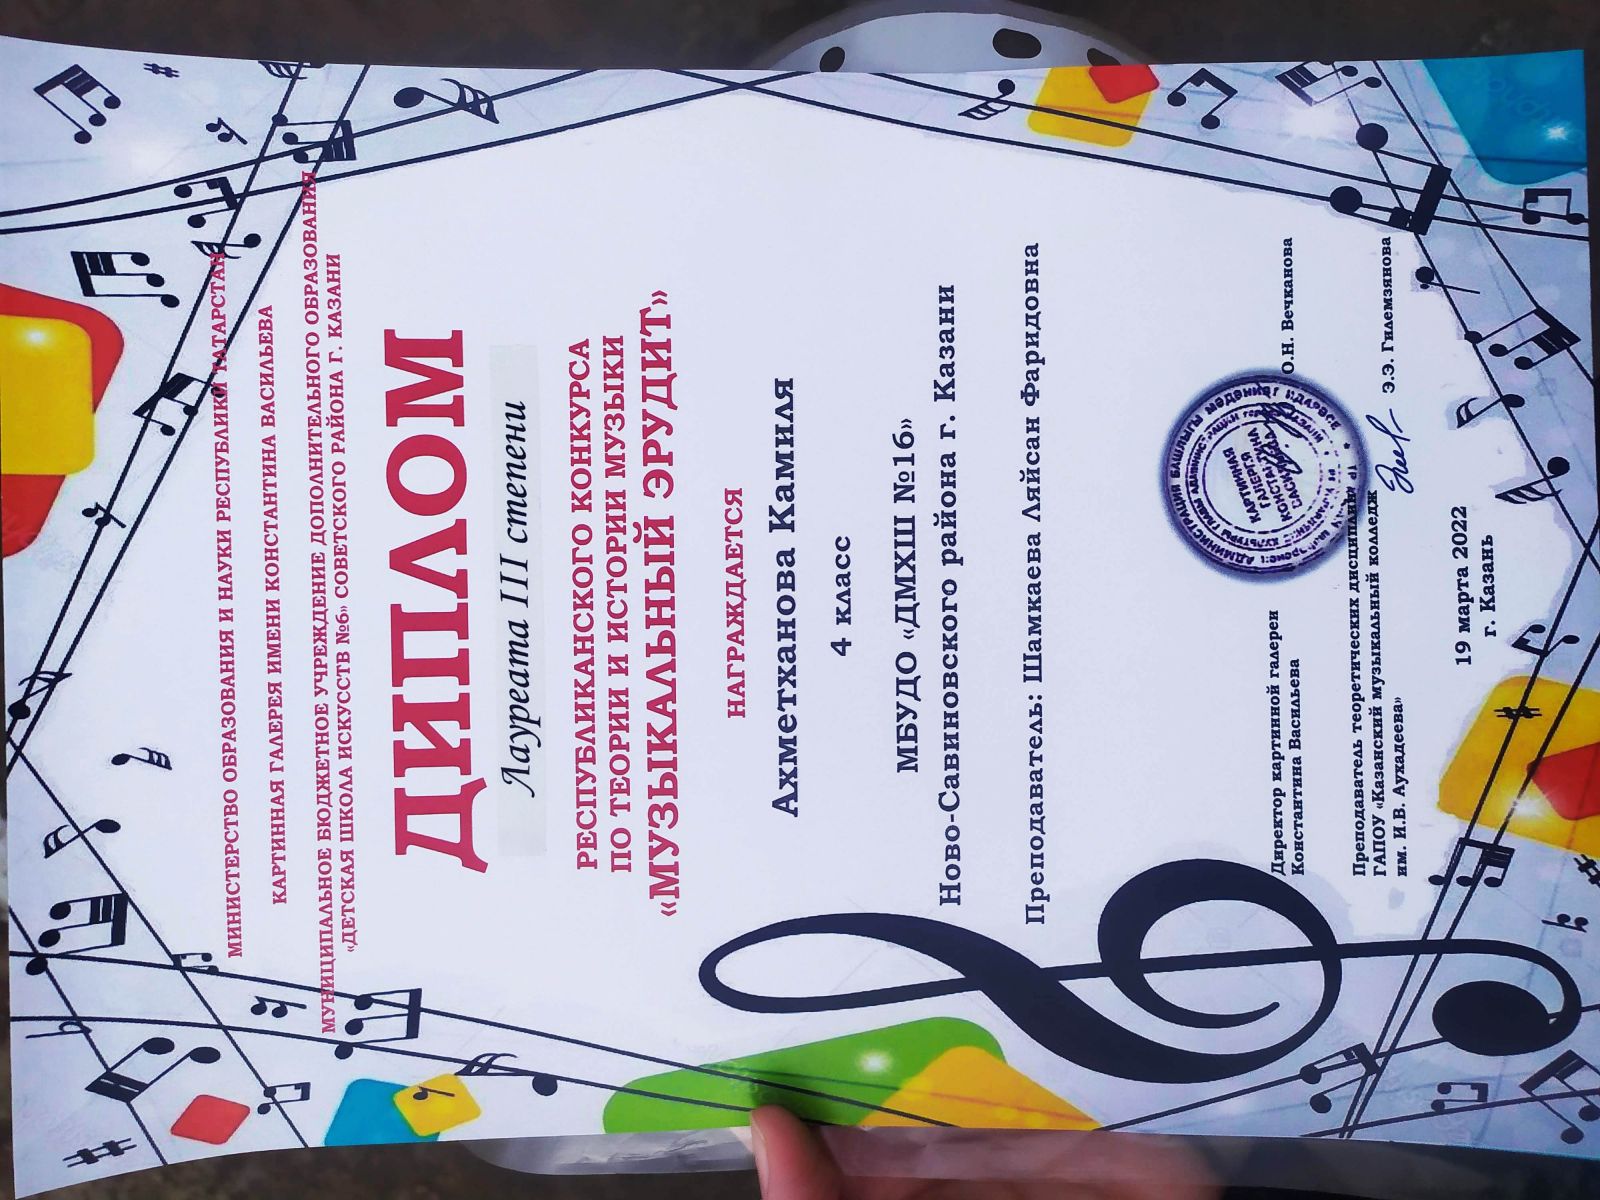 МИНИСТЕРСТВО ОБРАЗОВАНИЯ И НАУКИ РЕСПУБЛИКИ ТАТАРСТАН
КАРТИННАЯ ГАЛЕРЕЯ ИМЕНИ КОНСТАНТИНА ВАСИЛЬЕВА
МУНИЦИПАЛЬНОЕ БЮДЖЕТНОЕ УЧРЕЖДЕНИЕ ДОПОЛНИТЕЛЬНОГО ОБРАЗОВАНИЯ
«ДЕТСКАЯ ШКОЛА ИСКУССТВ №6» СОВЕТСКОГО РАЙОНА Г. КАЗАНИ
ДИПЛОМ
Лауреата III степени
РЕСПУБЛИКАНСКОГО КОНКУРСА
ПО ТЕОРИИ И ИСТОРИИ МУЗЫКИ
«МУЗЫКАЛЬНЫЙ ЭРУДИТ»
НАГРАЖДАЕТСЯ
Ахметханова Камиля
4 класс
МБУДО «ДМХШ №16»
Ново-Савиновского района г. Казани
Преподаватель: Шамкаева Ляйсан Фаридовна
Директор картинной галереи
Константина Васильева О.Н. Вечканова
КАРТИННАЯ
ГАЛЕРЕЯ
Преподаватель теоретических дисциплин
ГАПОУ «Казанский музыкальный колледж
им. И.В. Аухадеева» Э.Э. Гилемзянова
19 марта 2022
г. Казань